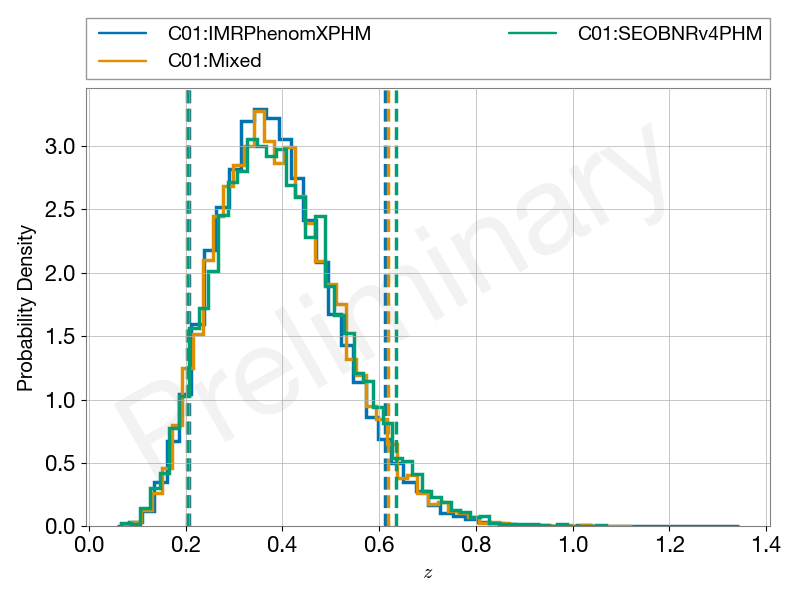 C01:IMRPhenomXPHM
C01:Mixed
C01:SEOBNRv4PHM
Preliminary
Probability Density
3.0
2.5
2.0
1.5
1.0
0.5
0.0
0.0 0.2 0.4 0.6 0.8 1.0 1.2 1.4
z